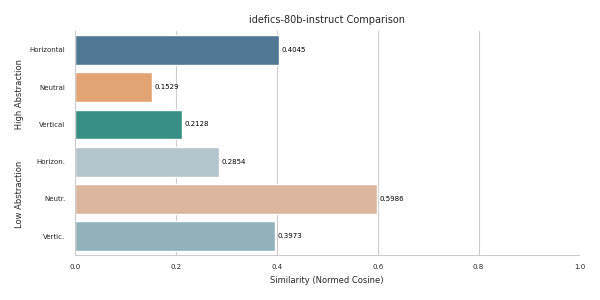 idefics-80b-instruct Comparison
High Abstraction
Horizontal
0.4045
Neutral
0.1529
Vertical
0.2128
Low Abstraction
Horizon.
0.2854
Neutr.
0.5986
Vertic.
0.3973
0.0 0.2 0.4 0.6 0.8 1.0
Similarity (Normed Cosine)